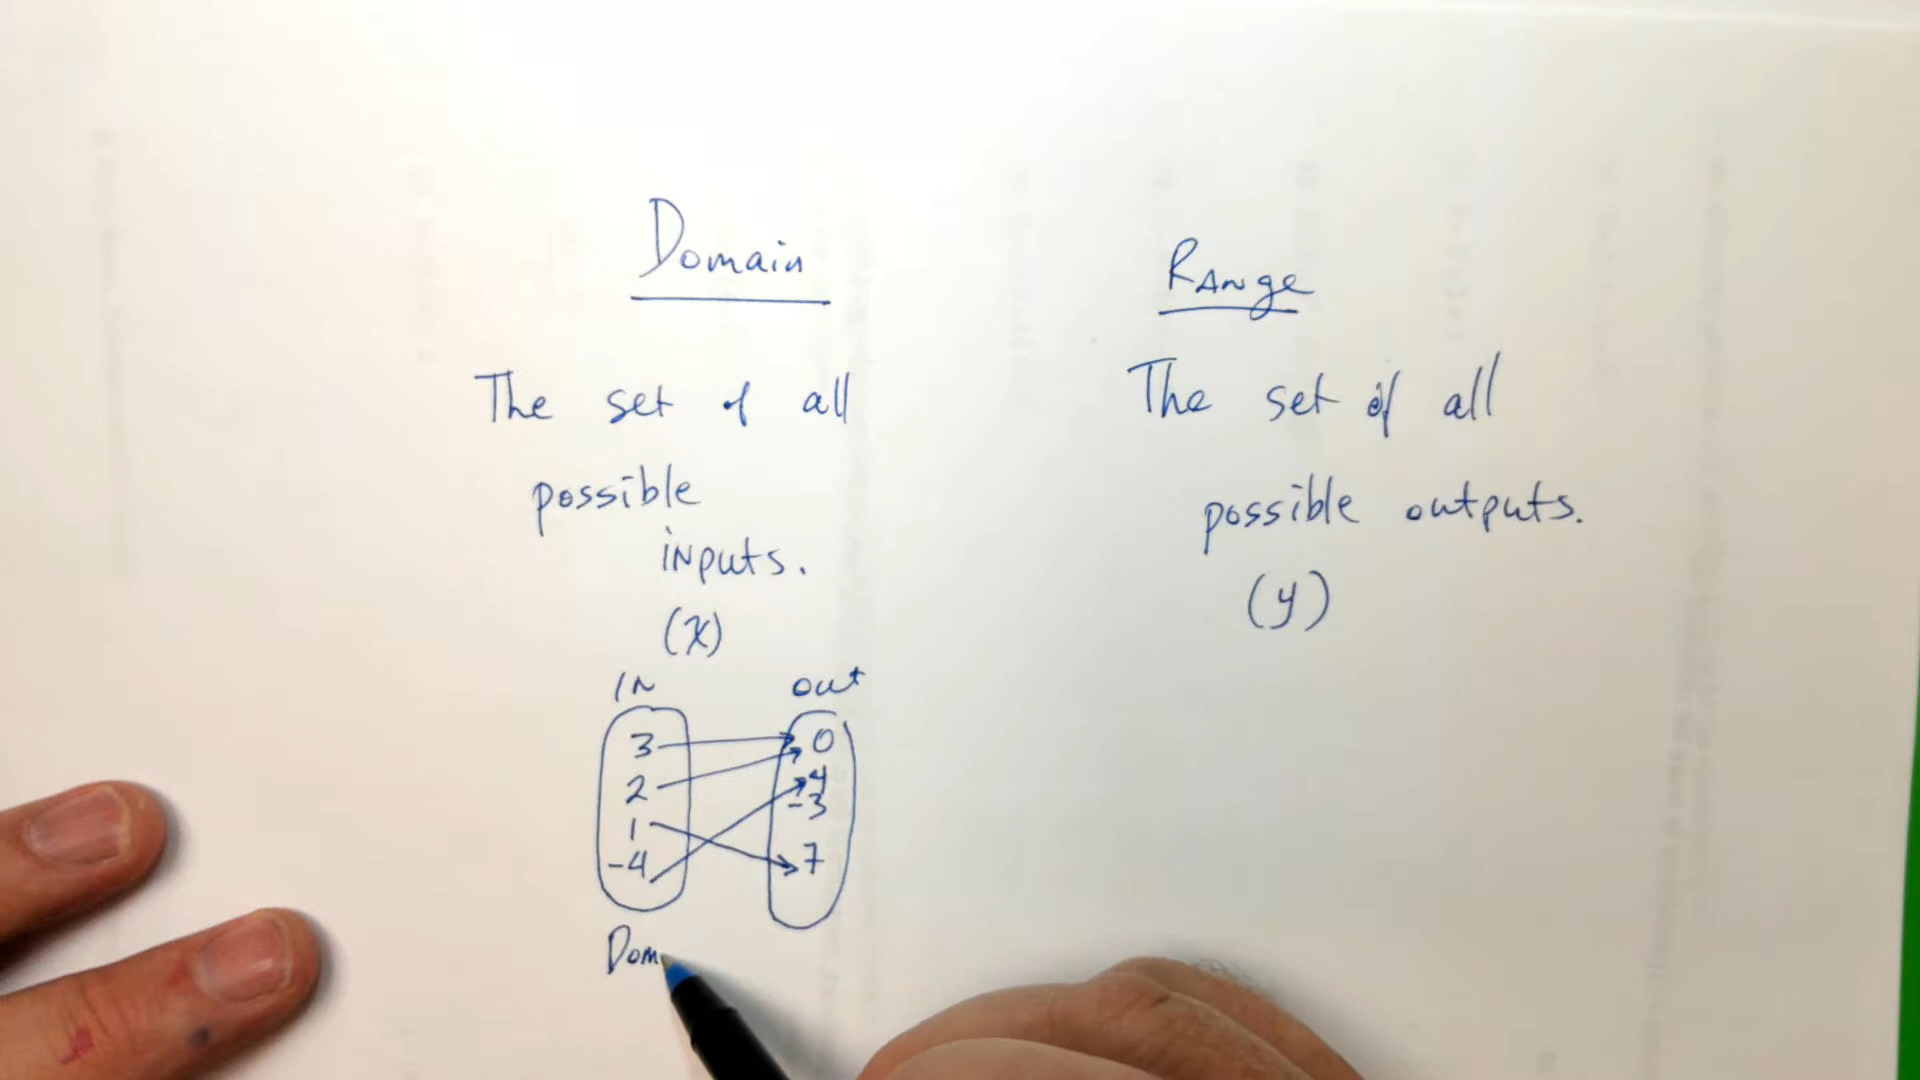 Domain
The set of all
possible
inputs.
(x)
Range
The set of all
possible outputs.
(y)
IN
out
3
2
1
-4
0
4
-3
7
Dom